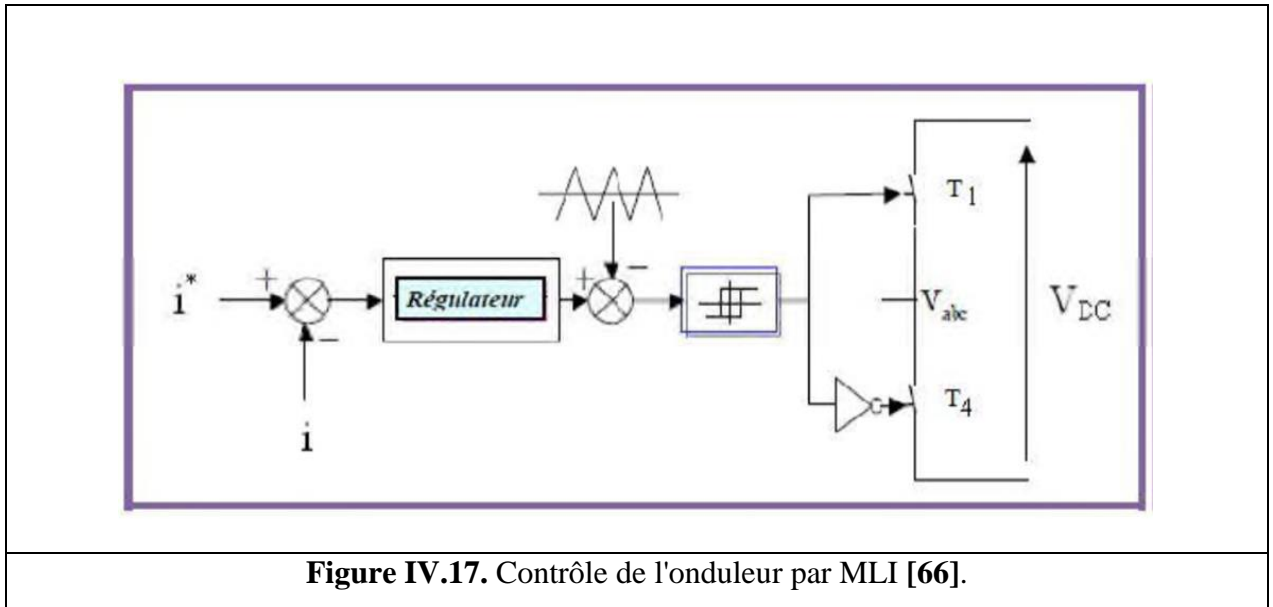 i*
+
−
i
Régulateur
+
−
T1
Vabc
VDC
T4
Figure IV.17. Contrôle de l'onduleur par MLI [66].